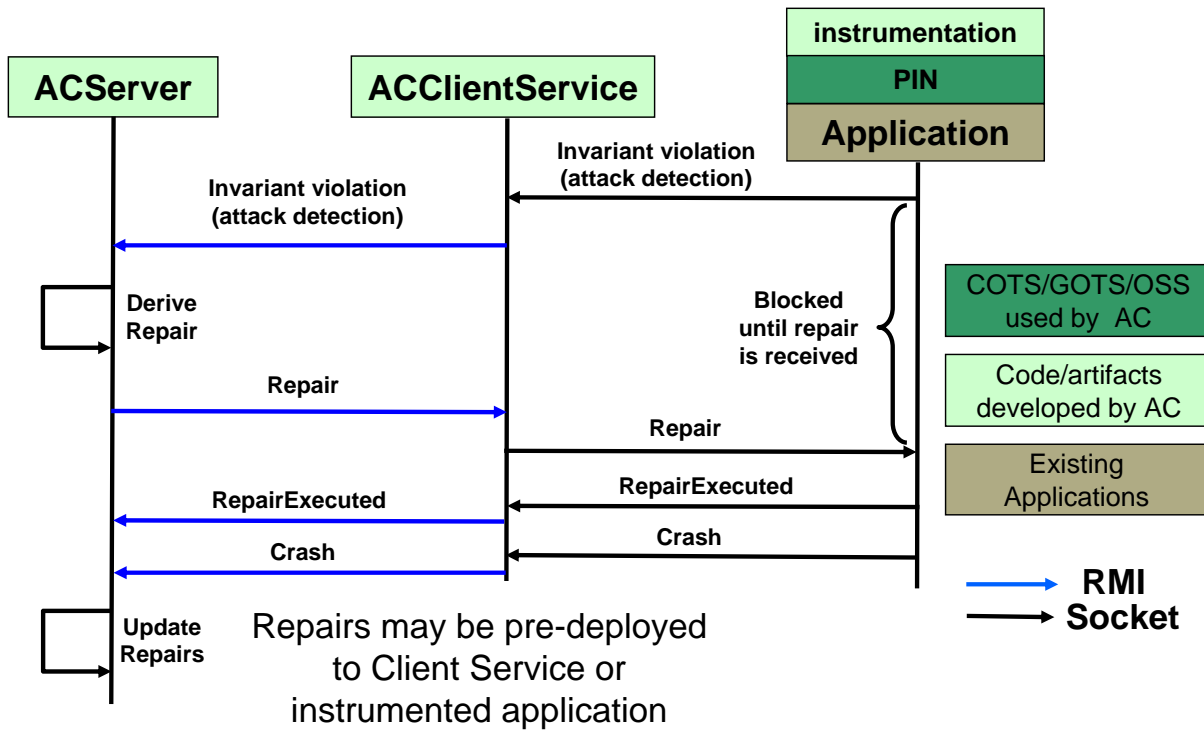 instrumentation
PIN
Application
ACServer
ACClientService
Invariant violation
(attack detection)
Invariant violation
(attack detection)
Derive
Repair
Blocked
until repair
is received
COTS/GOTS/OSS
used by AC
Code/artifacts
developed by AC
Existing
Applications
Repair
Repair
RepairExecuted
RepairExecuted
Crash
Crash
RMI
Socket
Update
Repairs
Repairs may be pre-deployed
to Client Service or
instrumented application